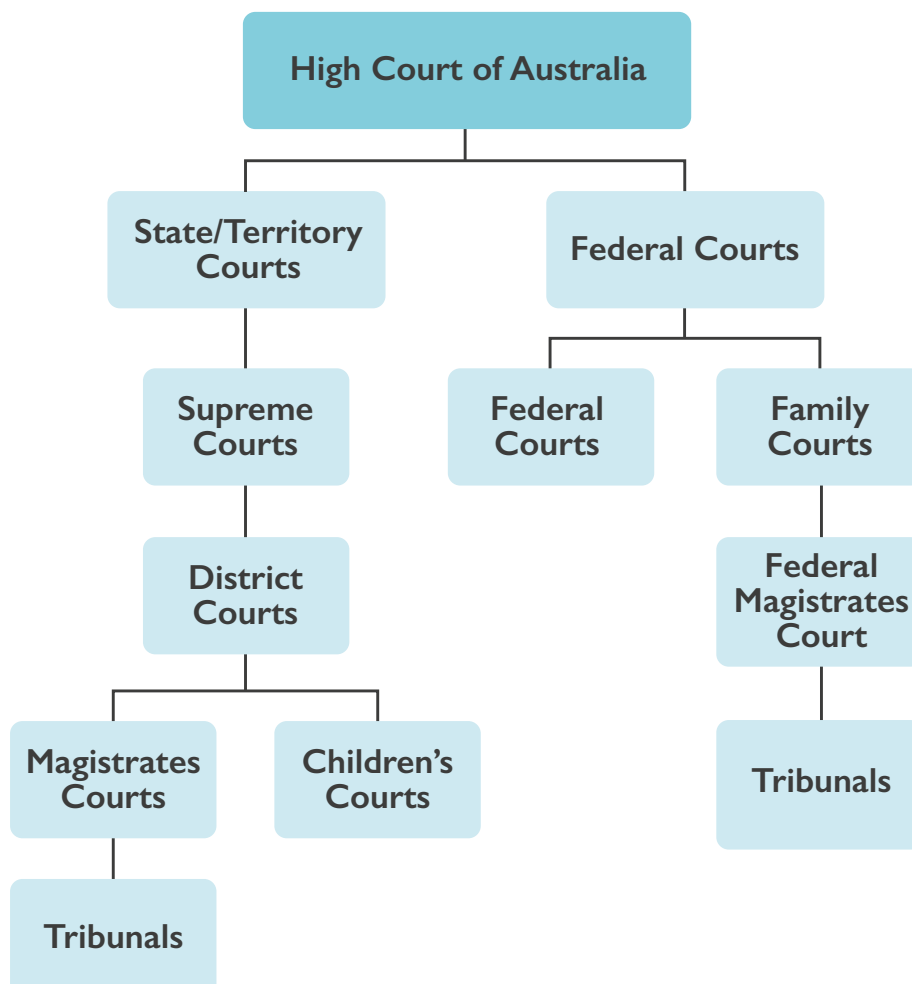 High Court of Australia
State/Territory
Courts
Federal Courts
Supreme
Courts
Federal
Courts
Family
Courts
District
Courts
Federal
Magistrates
Court
Magistrates
Courts
Children’s
Courts
Tribunals
Tribunals